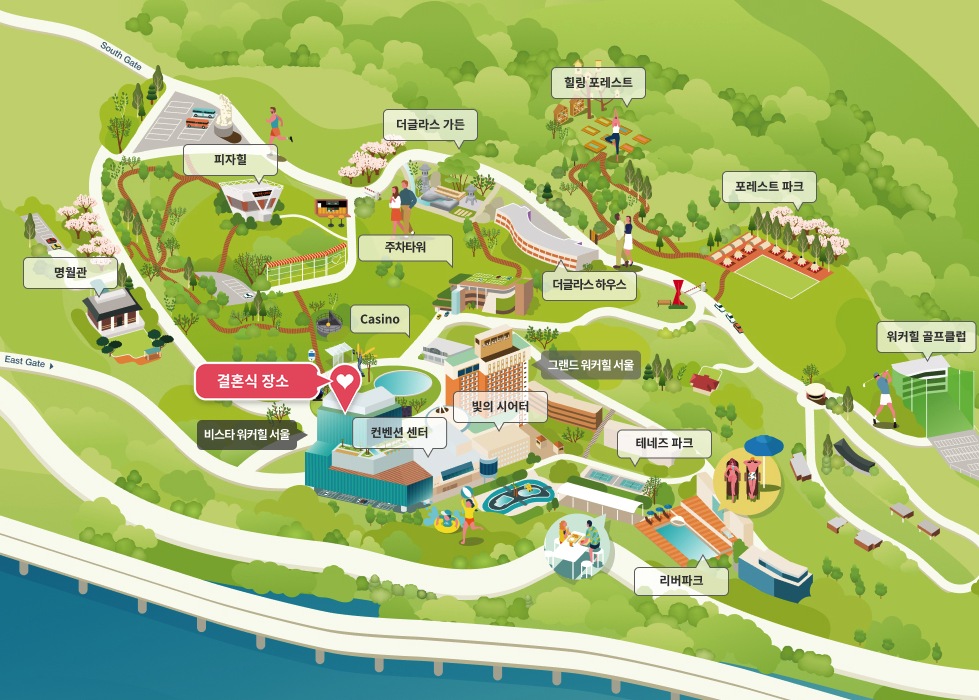 South Gate
힐링 포레스트
더글라스 가든
피자힐
포레스트 파크
주차타워
명월관
더글라스 하우스
Casino
워커힐 골프클럽
East Gate
그랜드 워커힐 서울
결혼식 장소
빛의 시어터
비스타 워커힐 서울
컨벤션 센터
테네즈 파크
리버파크